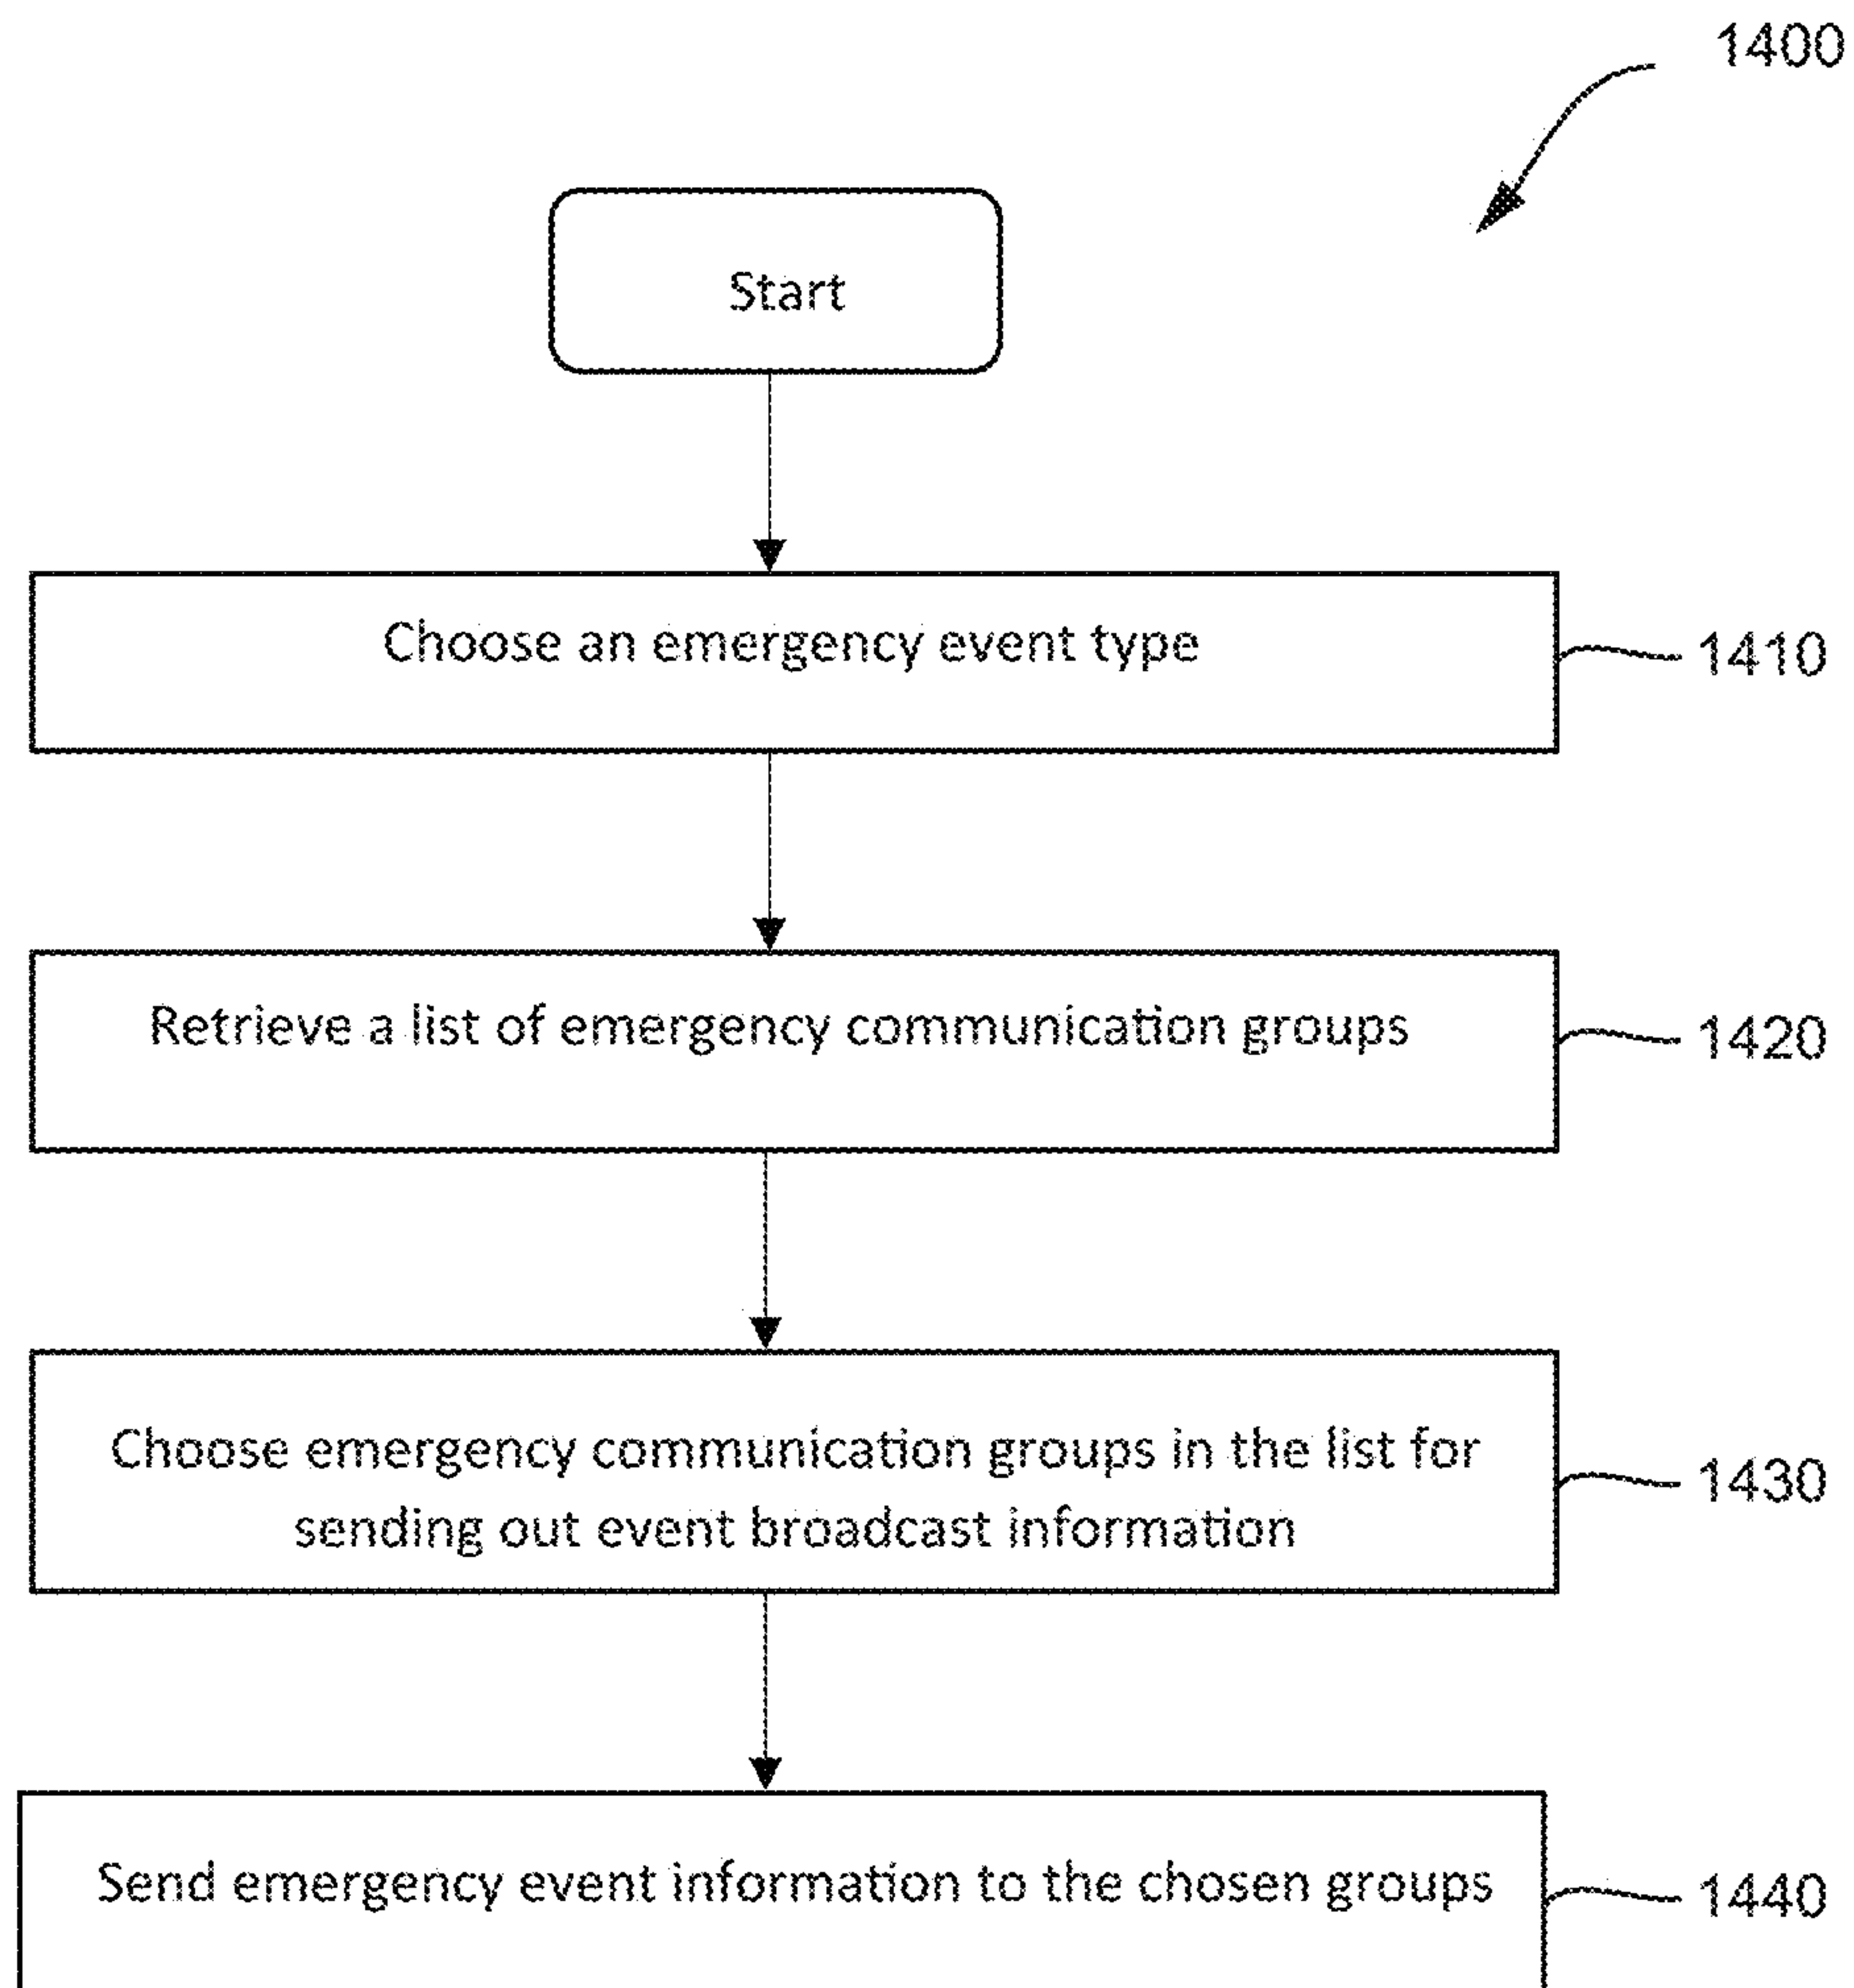 1400
Start
Choose an emergency event type
1410
Retrieve a list of emergency communication groups
1420
Choose emergency communication groups in the list for
sending out event broadcast information
1430
Send emergency event information to the chosen groups
1440